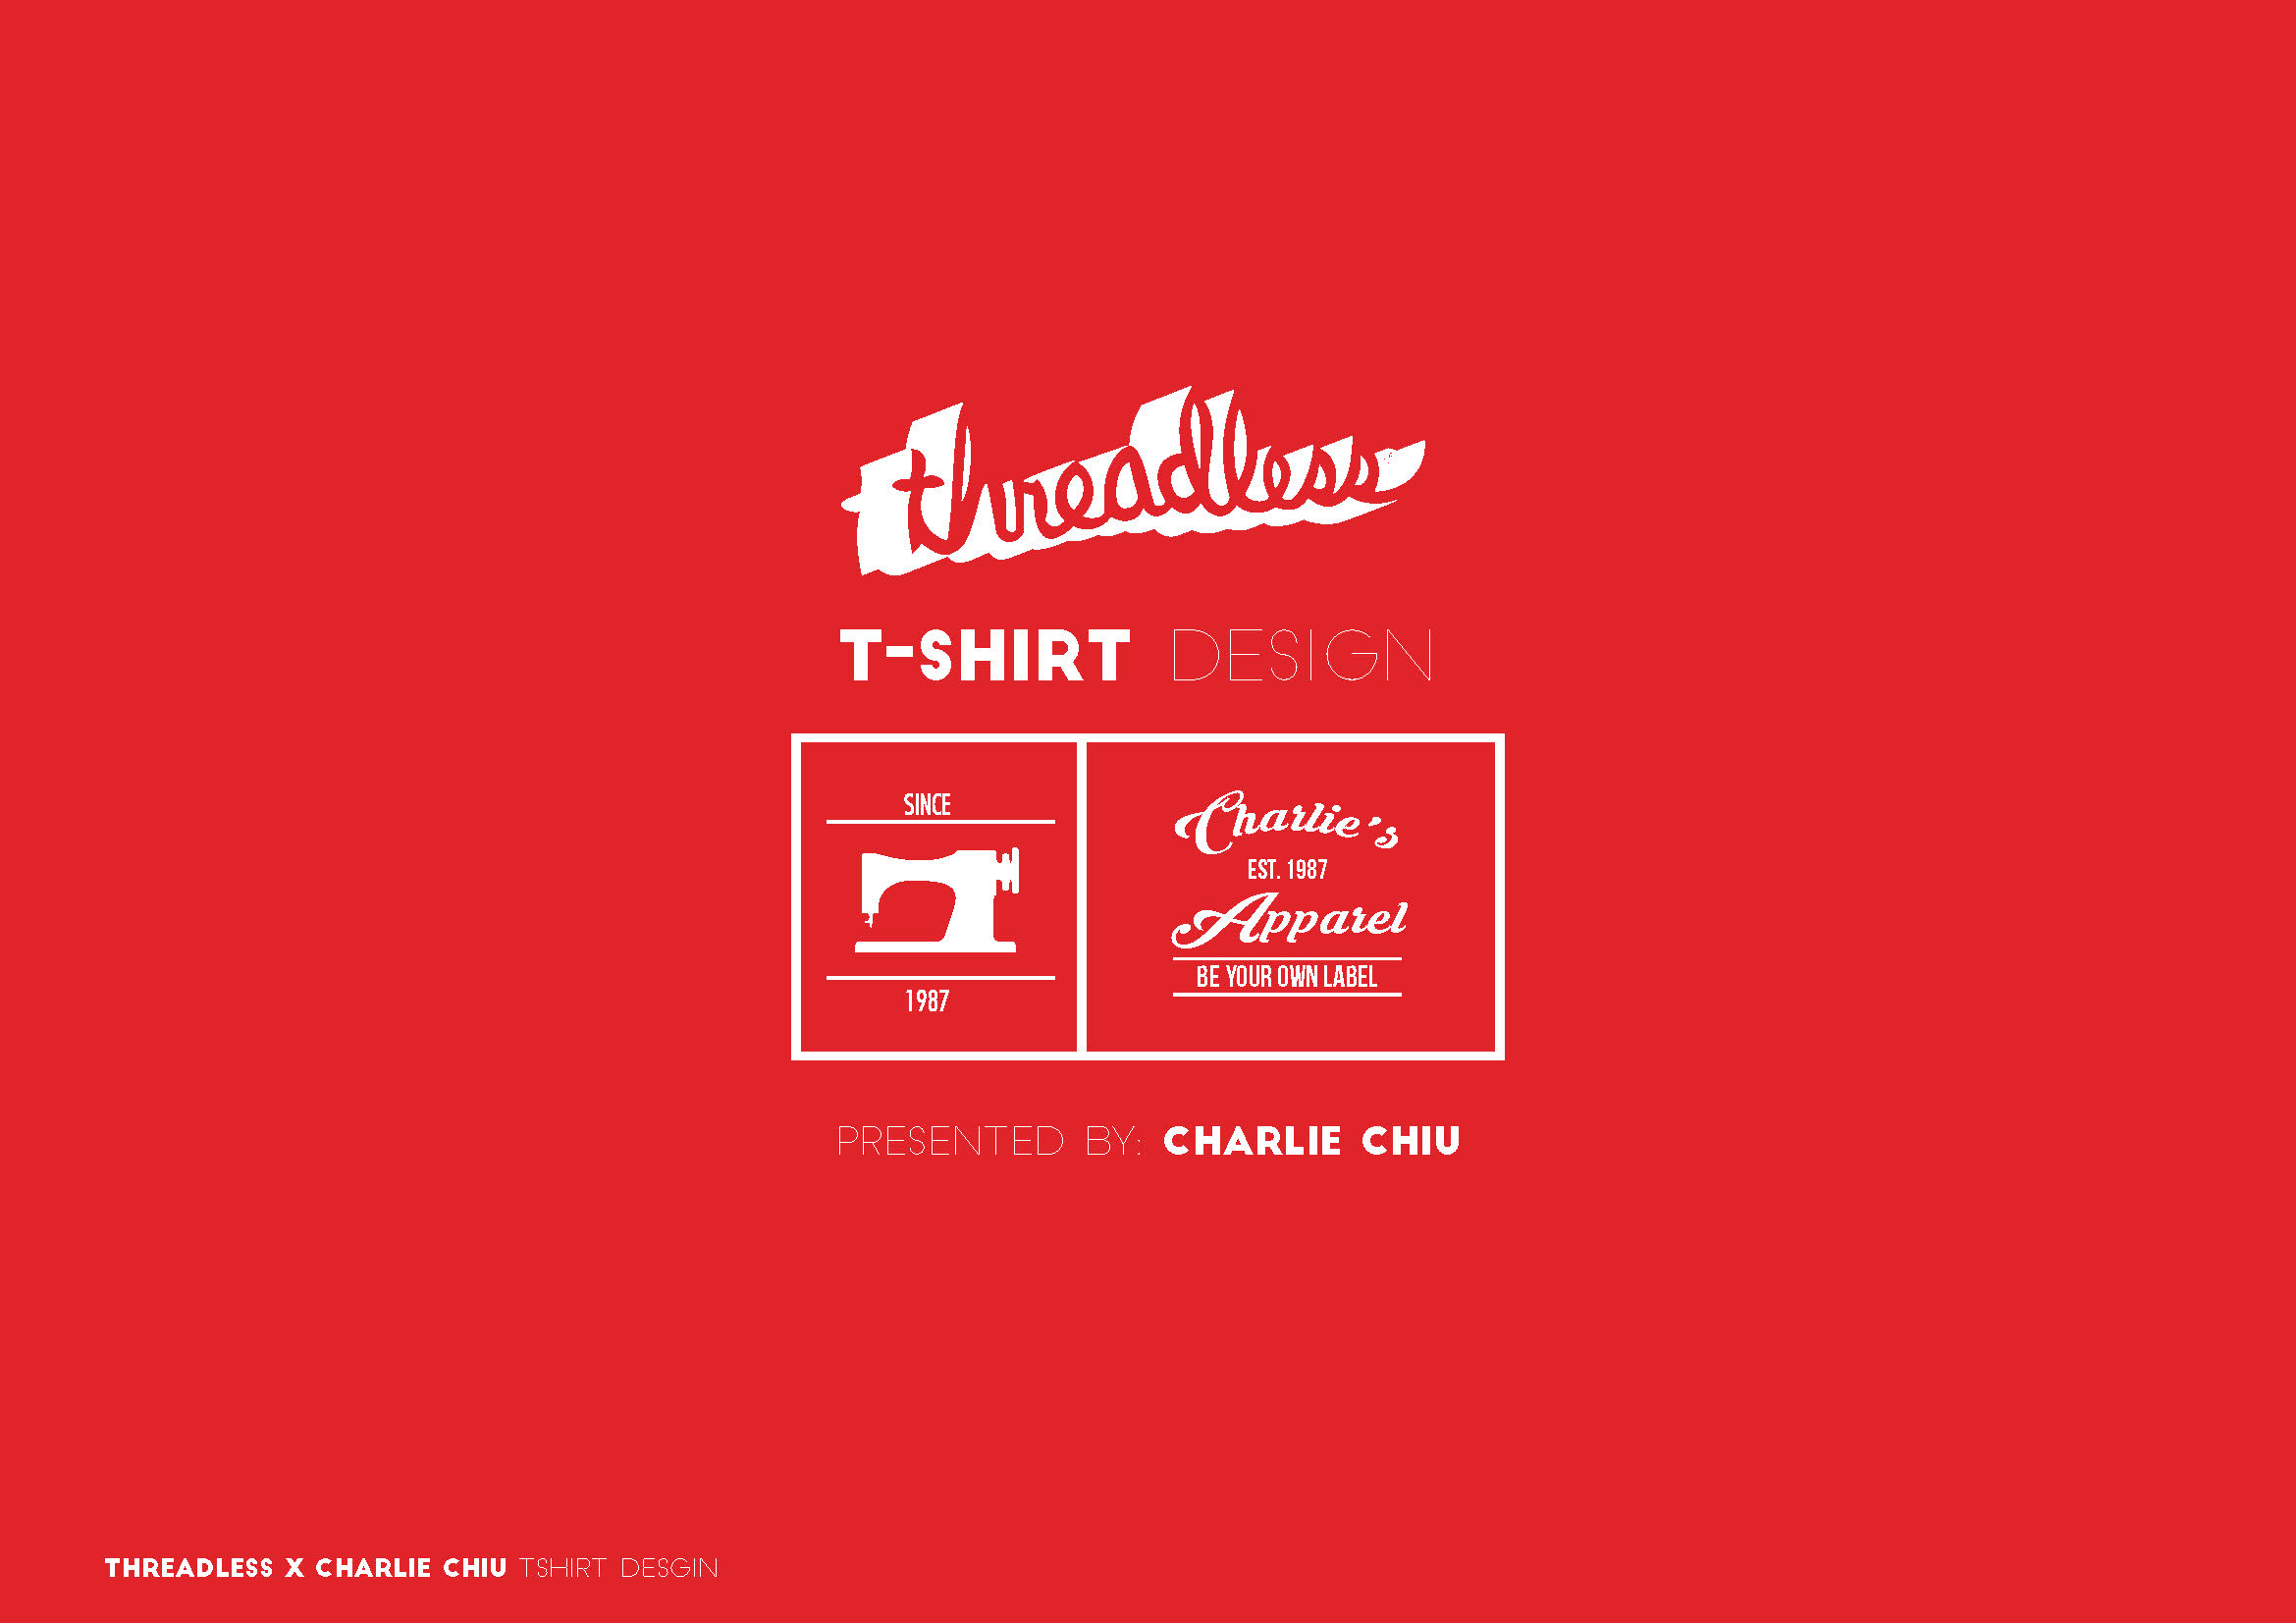 threadless
T-SHIRT DESIGN
SINCE
1987
Charlie's
EST. 1987
Apparel
BE YOUR OWN LABEL
PRESENTED BY: CHARLIE CHIU
THREADLESS X CHARLIE CHIU TSHIRT DESGIN